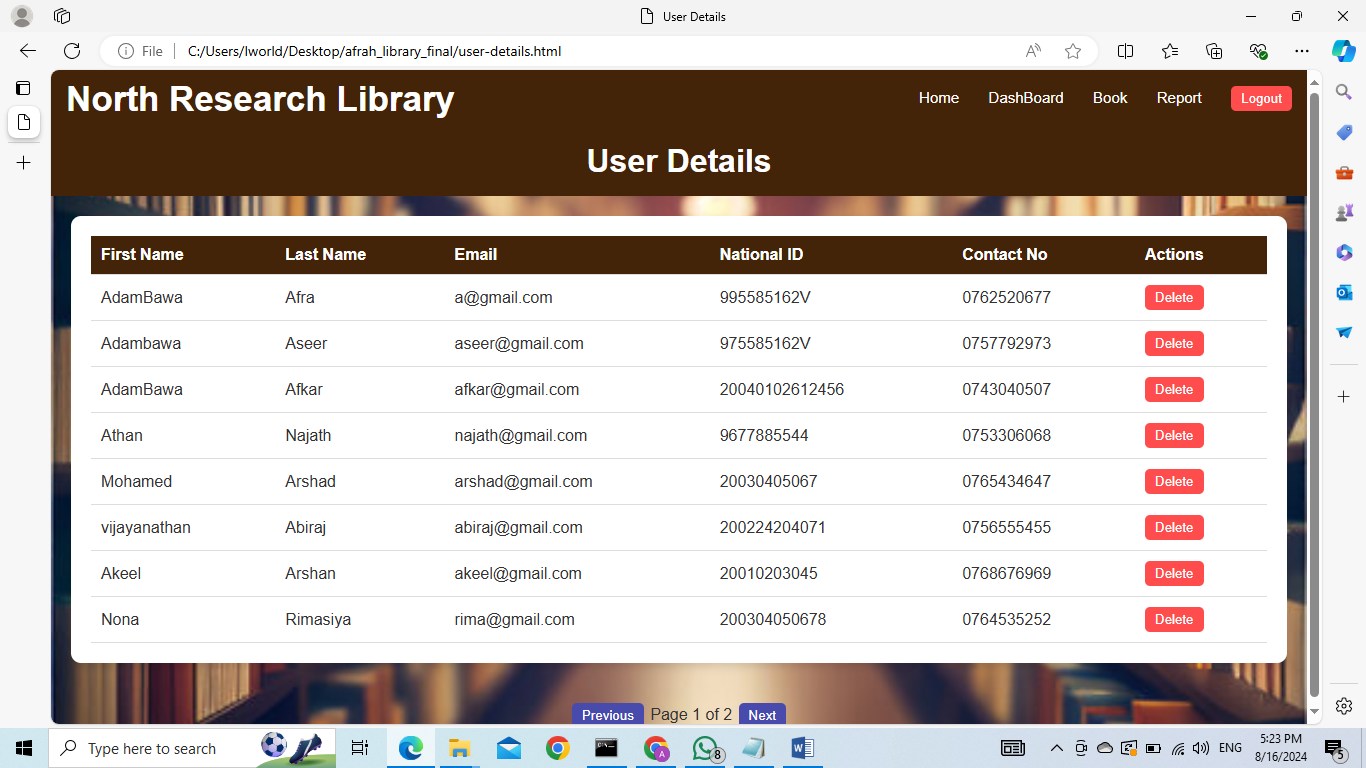 User Details
File
C:/Users/lworld/Desktop/afrah_library_final/user-details.html
North Research Library
Home DashBoard Book Report Logout
User Details
First Name Last Name Email National ID Contact No Actions
AdamBawa Afra a@gmail.com 995585162V 0762520677 Delete
Adambawa Aseer aseer@gmail.com 975585162V 0757792973 Delete
AdamBawa Afkar afkar@gmail.com 20040102612456 0743040507 Delete
Athan Najath najath@gmail.com 9677885544 0753306068 Delete
Mohamed Arshad arshad@gmail.com 20030405067 0765434647 Delete
vijayanathan Abiraj abiraj@gmail.com 200224204071 0756555455 Delete
Akeel Arshan akeel@gmail.com 20010203045 0768676969 Delete
Nona Rimasiya rima@gmail.com 200304050678 0764535252 Delete
Previous Page 1 of 2 Next
Type here to search
A
8
ENG
5:23 PM
8/16/2024
5